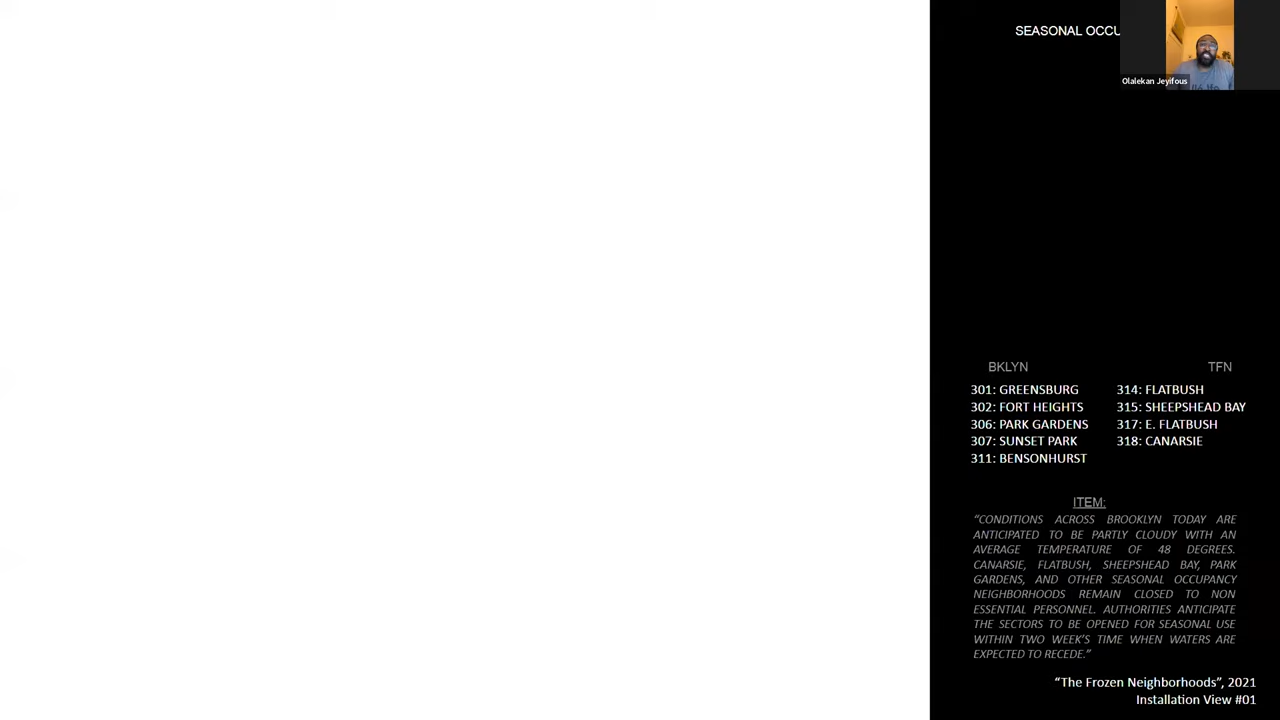 SEASONAL OCCU
Olalekan Jeyifous
BKLYN
TFN
301: GREENSBURG
302: FORT HEIGHTS
306: PARK GARDENS
307: SUNSET PARK
311: BENSONHURST
314: FLATBUSH
315: SHEEPSHEAD BAY
317: E. FLATBUSH
318: CANARSIE
ITEM:
“CONDITIONS ACROSS BROOKLYN TODAY ARE
ANTICIPATED TO BE PARTLY CLOUDY WITH AN
AVERAGE TEMPERATURE OF 48 DEGREES.
CANARSIE, FLATBUSH, SHEEPSHEAD BAY, PARK
GARDENS, AND OTHER SEASONAL OCCUPANCY
NEIGHBORHOODS REMAIN CLOSED TO NON
ESSENTIAL PERSONNEL. AUTHORITIES ANTICIPATE
THE SECTORS TO BE OPENED FOR SEASONAL USE
WITHIN TWO WEEK’S TIME WHEN WATERS ARE
EXPECTED TO RECEDE.”
“The Frozen Neighborhoods”, 2021
Installation View #01